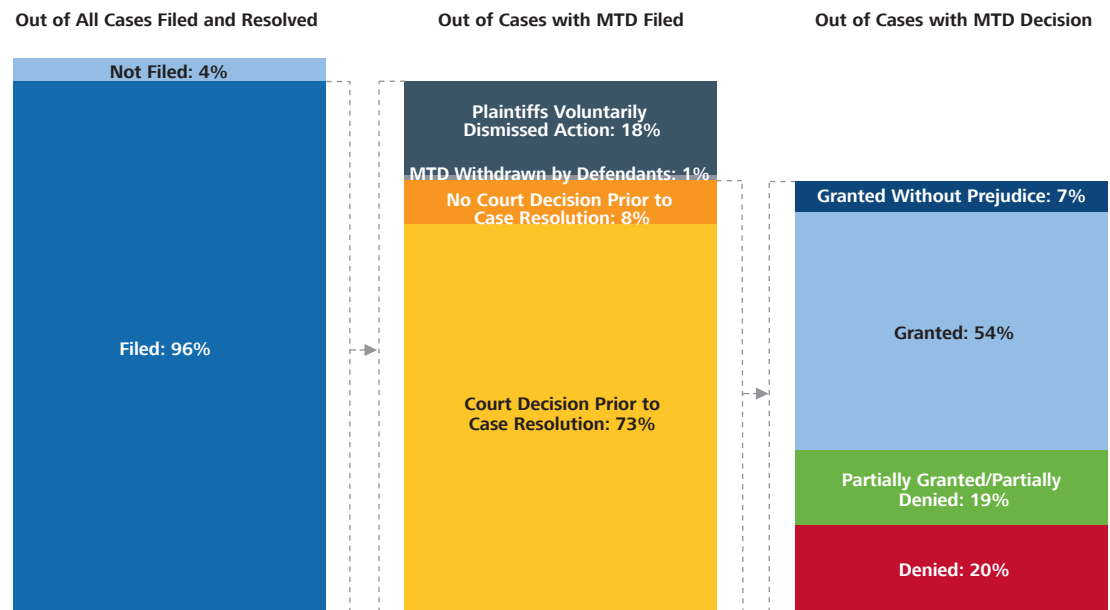 Out of All Cases Filed and Resolved
Not Filed: 4%
Filed: 96%
Out of Cases with MTD Filed
Plaintiffs Voluntarily
Dismissed Action: 18%
MTD Withdrawn by Defendants: 1%
No Court Decision Prior to
Case Resolution: 8%
Court Decision Prior to
Case Resolution: 73%
Out of Cases with MTD Decision
Granted Without Prejudice: 7%
Granted: 54%
Partially Granted/Partially
Denied: 19%
Denied: 20%